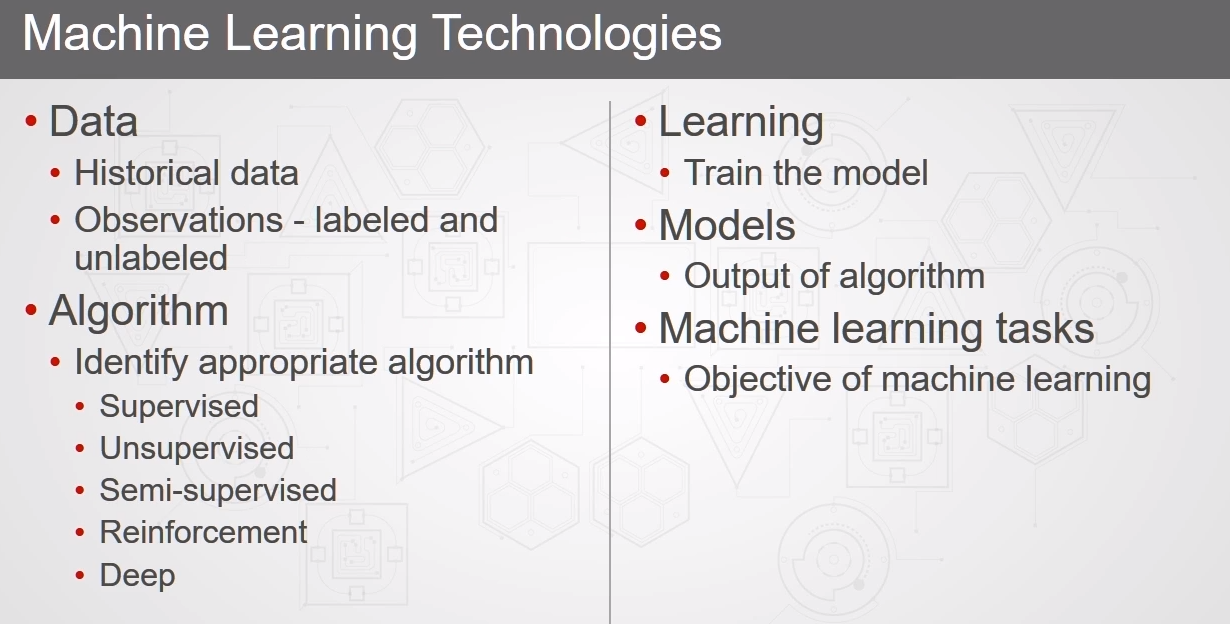 Machine Learning Technologies
• Data
• Historical data
• Observations - labeled and
unlabeled
• Algorithm
• Identify appropriate algorithm
• Supervised
• Unsupervised
• Semi-supervised
• Reinforcement
• Deep
• Learning
• Train the model
• Models
• Output of algorithm
• Machine learning tasks
• Objective of machine learning